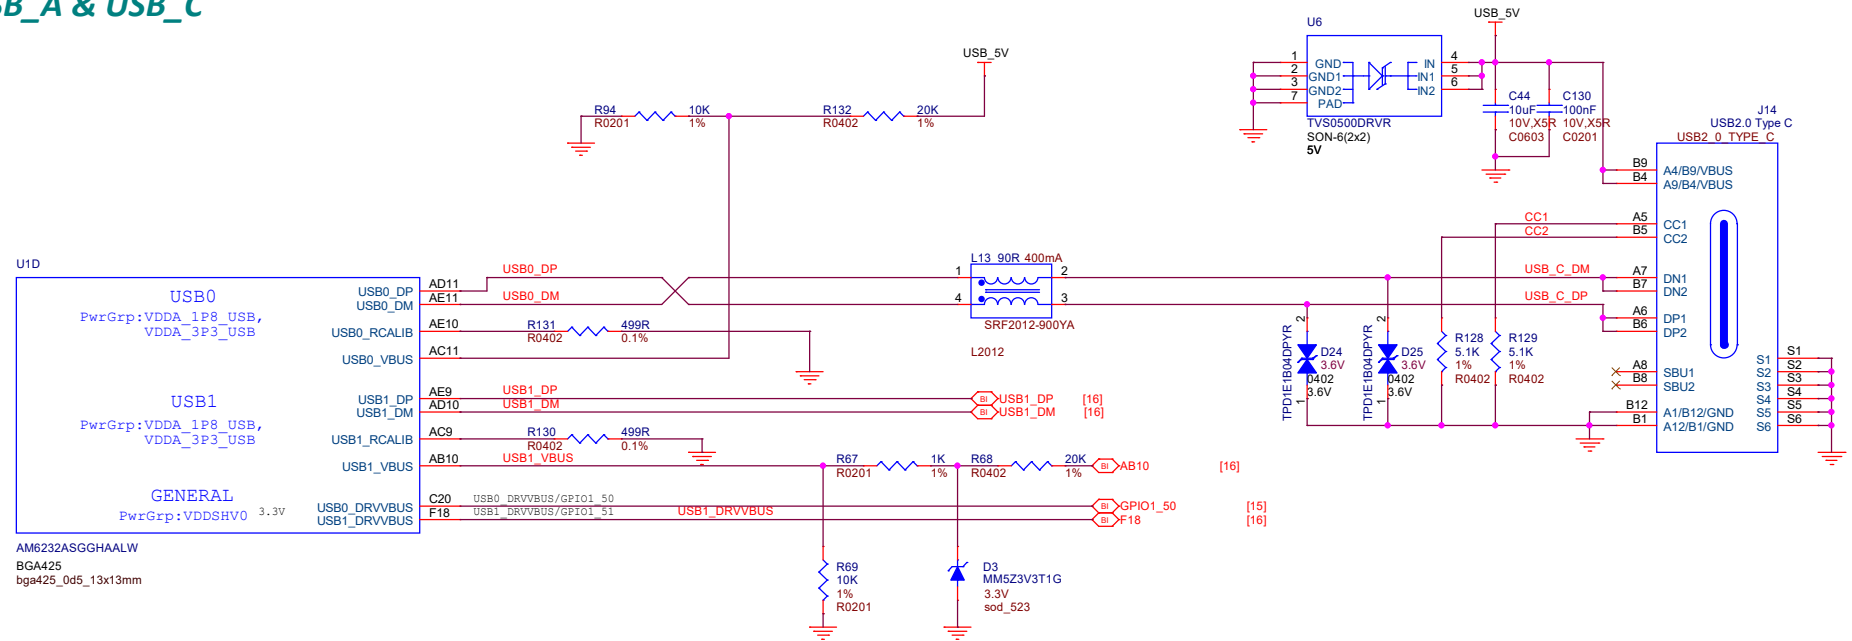 SB_A & USB_C
USB_5V
R94
10K
R0201
1%
R132
20K
R0402
1%
U6
USB_5V
1
GND
IN
4
2
GND1
IN1
5
3
GND2
IN2
6
7
PAD
TVS0500DRVR
SON-6(2x2)
5V
C44
10uF
10V,X5R
C0603
C130
100nF
10V,X5R
C0201
J14
USB2.0 Type C
USB2_0_TYPE_C
B9
A4/B9/VBUS
B4
A9/B4/VBUS
CC1
A5
CC1
CC2
B5
CC2
USB_C_DM
A7
DN1
B7
DN2
USB_C_DP
A6
DP1
B6
DP2
A8
SBU1
B8
SBU2
B12
A1/B12/GND
B1
A12/B1/GND
S1
S1
S2
S2
S3
S3
S4
S4
S5
S5
S6
S6
U1D
USB0
PwrGrp:VDDA_1P8_USB,
VDDA_3P3_USB
USB1
PwrGrp:VDDA_1P8_USB,
VDDA_3P3_USB
GENERAL
PwrGrp:VDDSHV0
3.3V
USB0_DP
AD11
USB0_DP
USB0_DM
AE11
USB0_DM
USB0_RCALIB
AE10
R131
499R
R0402
0.1%
USB0_VBUS
AC11
USB1_DP
AE9
USB1_DP
BI
USB1_DP
[16]
USB1_DM
AD10
USB1_DM
BI
USB1_DM
[16]
USB1_RCALIB
AC9
R130
499R
R0402
0.1%
USB1_VBUS
AB10
USB1_VBUS
R67
1K
R0201
1%
R68
20K
R0402
1%
BI
AB10
[16]
USB0_DRVVBUS
C20
USB0_DRVVBUS/GPIO1_50
BI
GPIO1_50
[15]
USB1_DRVVBUS
F18
USB1_DRVVBUS/GPIO1_51
USB1_DRVVBUS
BI
F18
[16]
AM6232ASGGHAALW
BGA425
bga425_0d5_13x13mm
L13
90R 400mA
1
2
4
3
SRF2012-900YA
L2012
TPD1E1B04DPYR
2
1
D24
3.6V
0402
3.6V
TPD1E1B04DPYR
2
1
D25
3.6V
0402
3.6V
R128
5.1K
1%
R0402
R129
5.1K
1%
R0402
R69
10K
1%
R0201
D3
MM5Z3V3T1G
3.3V
sod_523